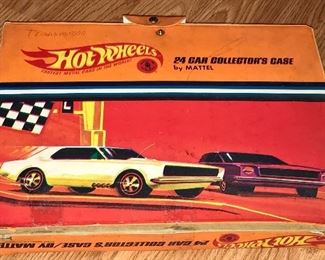 Hot Wheels
FASTEST METAL CARS IN THE WORLD!
24 CAR COLLECTOR'S CASE
by MATTEL
24 CAR COLLECTOR'S CASE/BY MATTEL
Hot Wheels